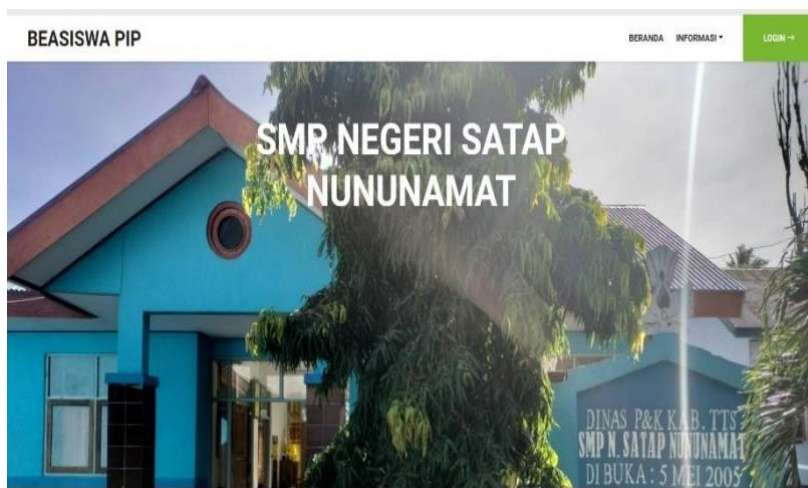 BEASISWA PIP
BERANDA INFORMASI LOGIN →
SMP NEGERI SATAP
NUNUNAMAT
DINAS P&K KAB. TTS
SMP N. SATAP NUNUNAMAT
DI BUKA : 5 MEI 2005